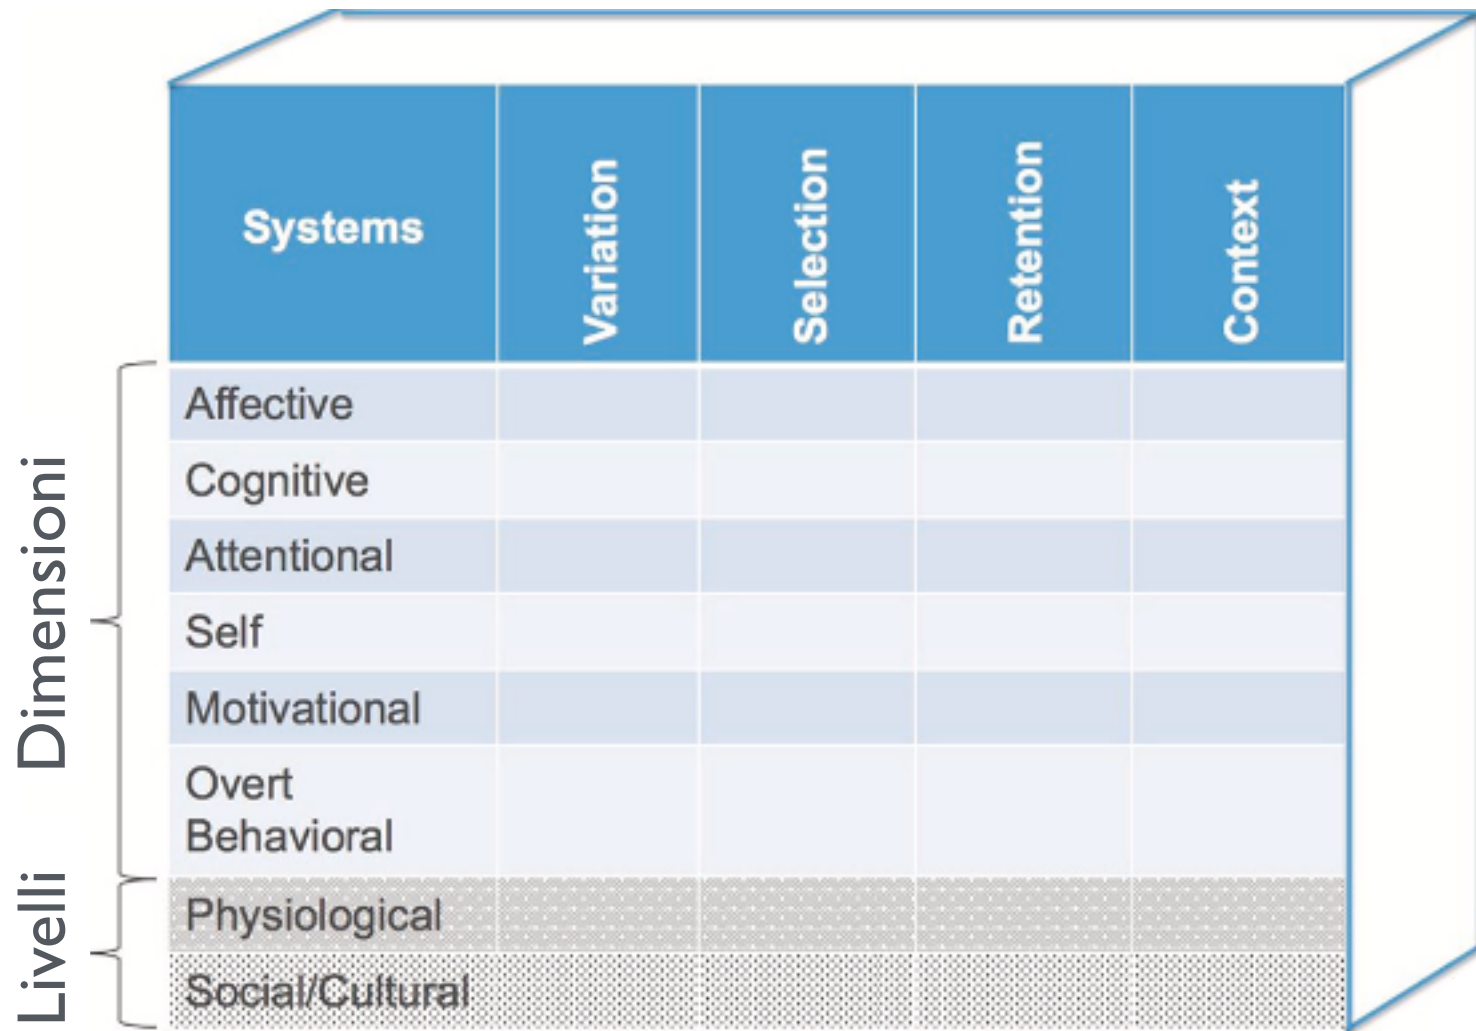 Systems
Variation
Selection
Retention
Context
Dimensioni
Affective
Cognitive
Attentional
Self
Motivational
Overt
Behavioral
Livelli
Physiological
Social/Cultural